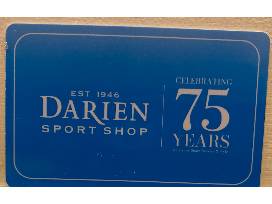 EST 1946
DARIEN
SPORT SHOP
CELEBRATING
75
YEARS